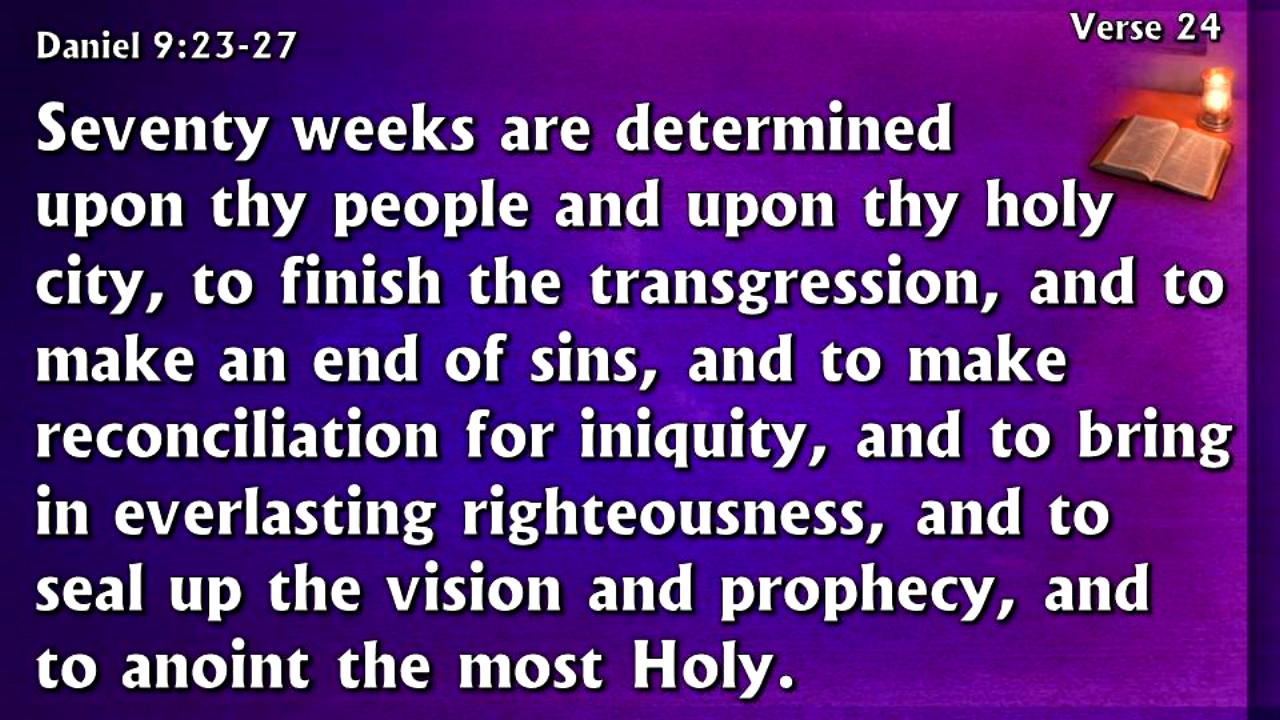 Daniel 9:23-27
Verse 24
Seventy weeks are determined
upon thy people and upon thy holy
city, to finish the transgression, and to
make an end of sins, and to make
reconciliation for iniquity, and to bring
in everlasting righteousness, and to
seal up the vision and prophecy, and
to anoint the most Holy.